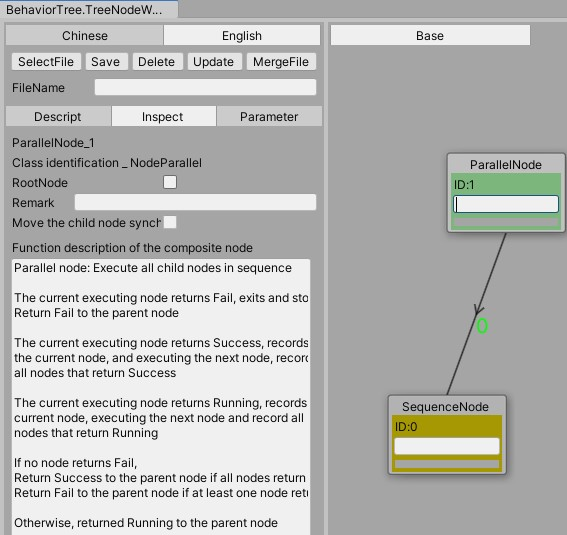 BehaviorTree.TreeNodeW...
Chinese
English
SelectFile
Save
Delete
Update
MergeFile
FileName
Descript
Inspect
Parameter
ParallelNode_1
Class identification _ NodeParallel
RootNode
Remark
Move the child node synch
Function description of the composite node
Parallel node: Execute all child nodes in sequence
The current executing node returns Fail, exits and sto
Return Fail to the parent node
The current executing node returns Success, records
the current node, and executing the next node, record
all nodes that return Success
The current executing node returns Running, records
current node, executing the next node and record all
nodes that return Running
If no node returns Fail,
Return Success to the parent node if all nodes return
Return Fail to the parent node if at least one node retu
Otherwise, returned Running to the parent node
Base
ParallelNode
ID:1
0
SequenceNode
ID:0